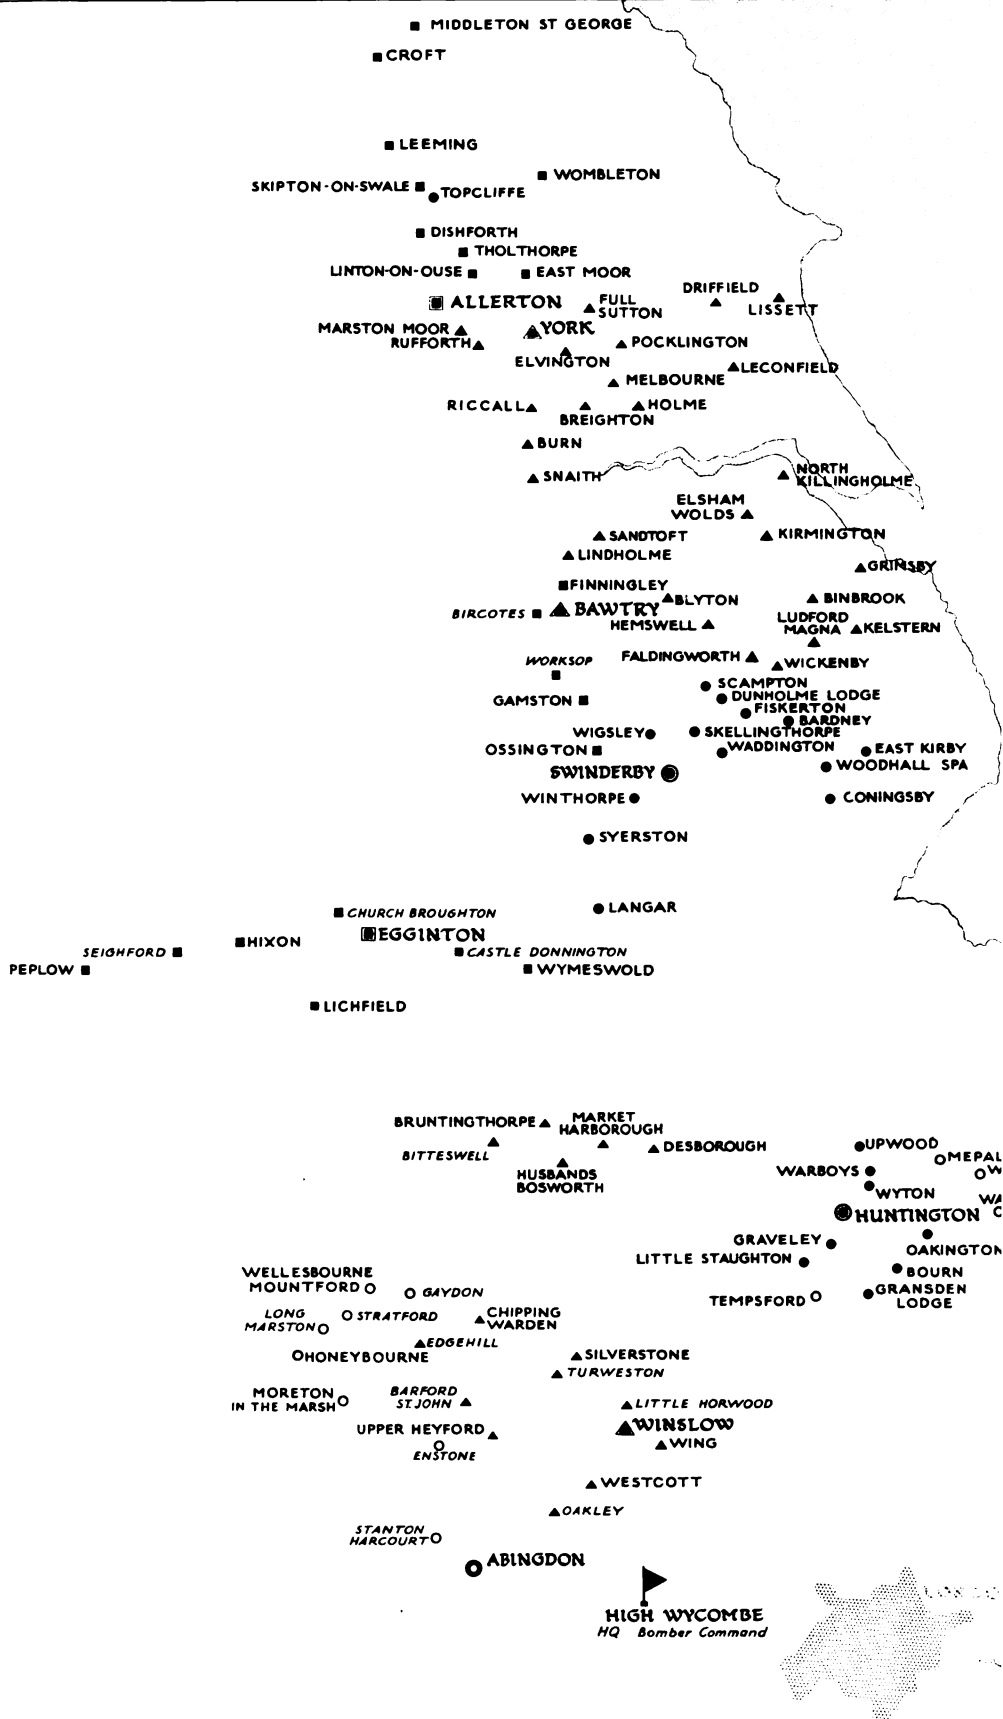 MIDDLETON ST GEORGE
CROFT
LEEMING
WOMBLETON
SKIPTON-ON-SWALE
TOPCLIFFE
DISHFORTH
THOLTHORPE
LINTON-ON-OUSE
EAST MOOR
DRIFFIELD
ALLERTON
FULL
SUTTON
LISSETT
MARSTON MOOR
YORK
RUFFORTH
POCKLINGTON
ELVINGTON
LECONFIELD
MELBOURNE
RICCALL
HOLME
BREIGHTON
BURN
SNAITH
NORTH
KILLINGHOLME
ELSHAM
WOLDS
SANDTOFT
KIRMINGTON
LINDHOLME
GRIMSBY
FINNINGLEY
BLYTON
BINBROOK
BIRCOTES
BAWTRY
HEMSWELL
LUDFORD
MAGNA
KELSTERN
WORKSOP
FALDINGWORTH
WICKENBY
SCAMPTON
GAMSTON
DUNHOLME LODGE
FISKERTON
BARDNEY
WIGSLEY
SKELLINGTHORPE
OSSINGTON
WADDINGTON
EAST KIRBY
WOODHALL SPA
SWINDERBY
WINTHORPE
CONINGSBY
SYERSTON
LANGAR
CHURCH BROUGHTON
EGGINTON
HIXON
SEIGHFORD
CASTLE DONNINGTON
PEPLOW
WYMESWOLD
LICHFIELD
BRUNTINGTHORPE
MARKET
HARBOROUGH
BITTESWELL
DESBOROUGH
UPWOOD
MEPAL
W
HUSBANDS
BOSWORTH
WARBOYS
WYTON
WA
HUNTINGTON
GRAVELEY
OAKINGTON
LITTLE STAUGHTON
BOURN
WELLESBOURNE
MOUNTFORD
GAYDON
TEMPSFORD
GRANSDEN
LODGE
LONG
MARSTON
STRATFORD
CHIPPING
WARDEN
EDGEHILL
HONEYBOURNE
SILVERSTONE
TURWESTON
MORETON
IN THE MARSH
BARFORD
ST. JOHN
LITTLE HORWOOD
UPPER HEYFORD
WINSLOW
WING
ENSTONE
WESTCOTT
OAKLEY
STANTON
HARCOURT
ABINGDON
HIGH WYCOMBE
HQ Bomber Command